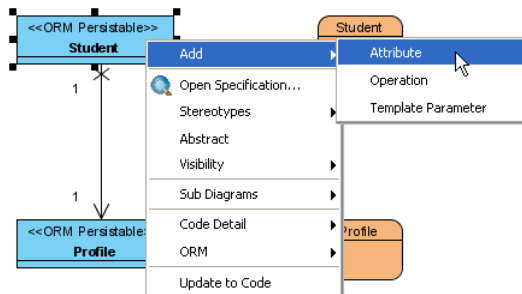 <<ORM Persistable>>
Student
Student
Add
Attribute
Operation
Template Parameter
1
Open Specification...
Stereotypes
Abstract
Visibility
1
Sub Diagrams
<<ORM Persistable
Profile
Code Detail
Profile
ORM
Update to Code